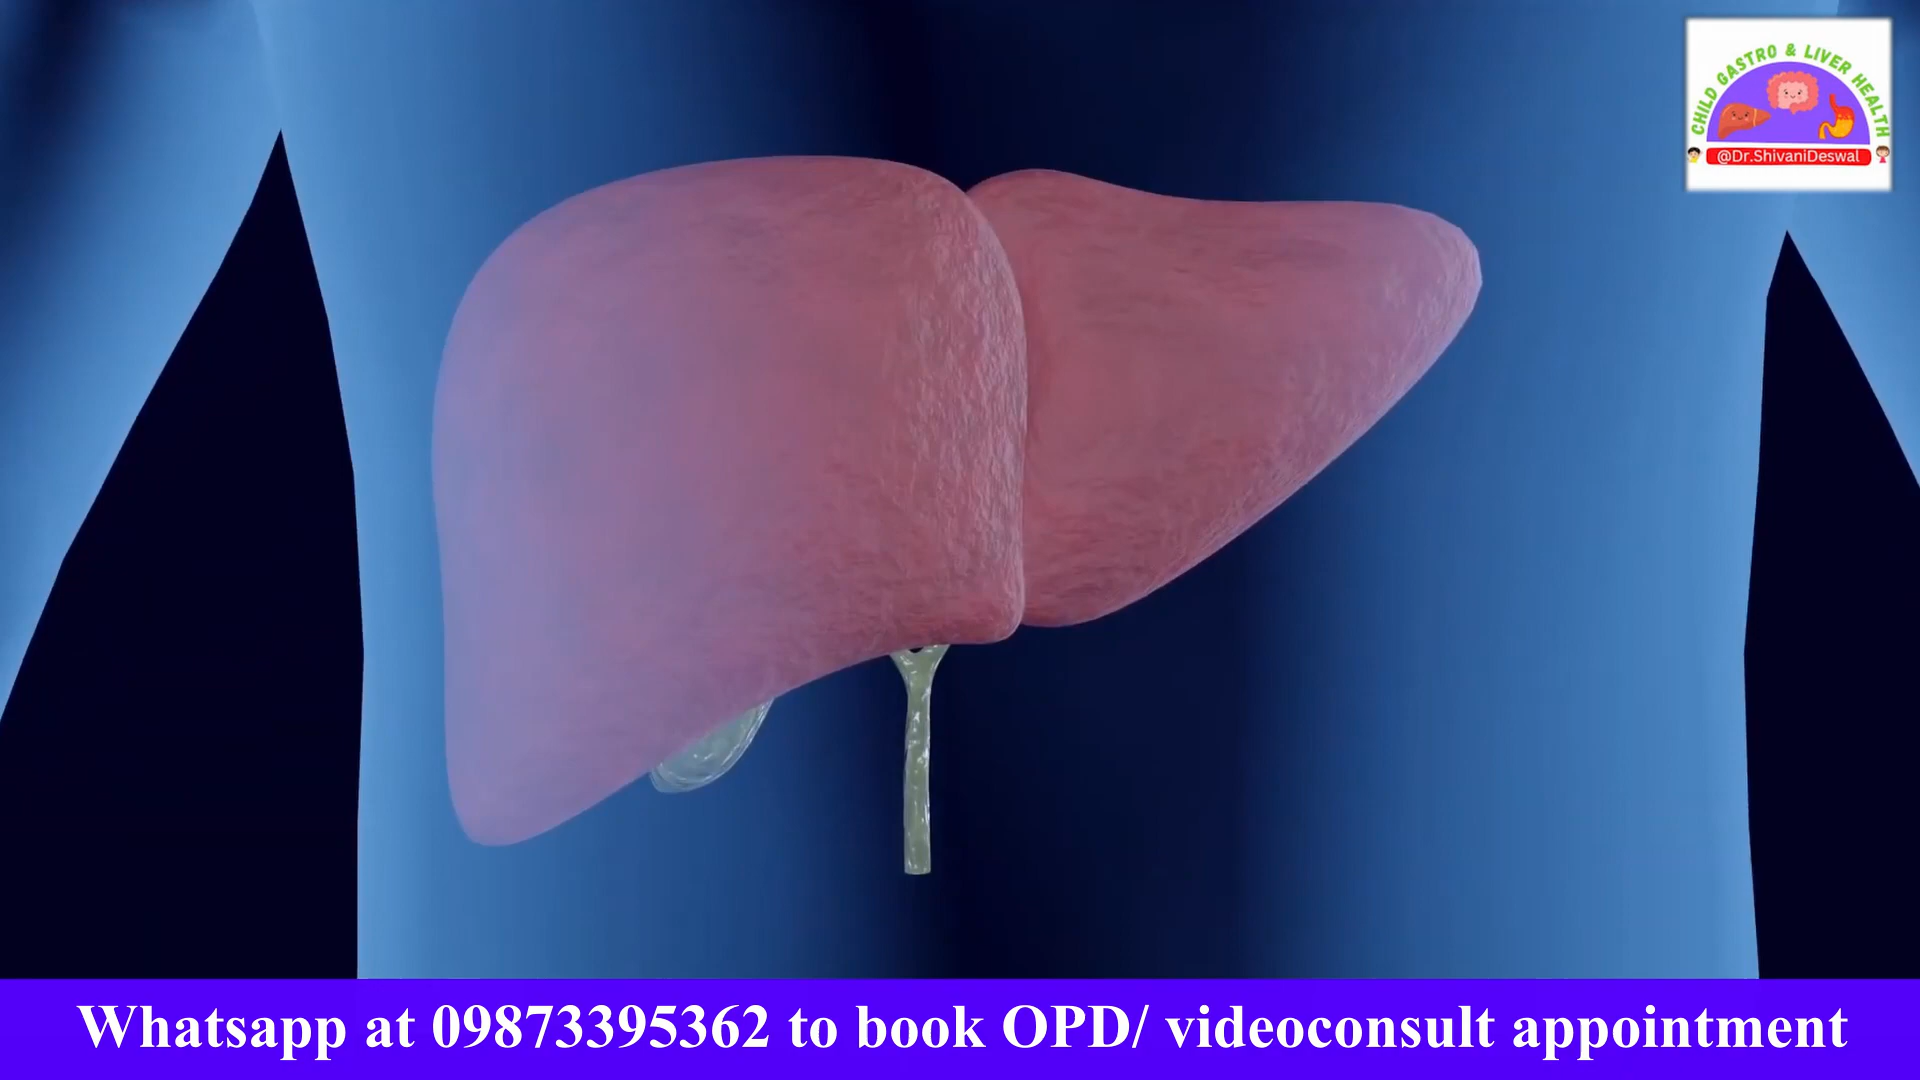 CHILD GASTRO & LIVER HEALTH
@Dr.ShivaniDeswal
Whatsapp at 09873395362 to book OPD/ videoconsult appointment